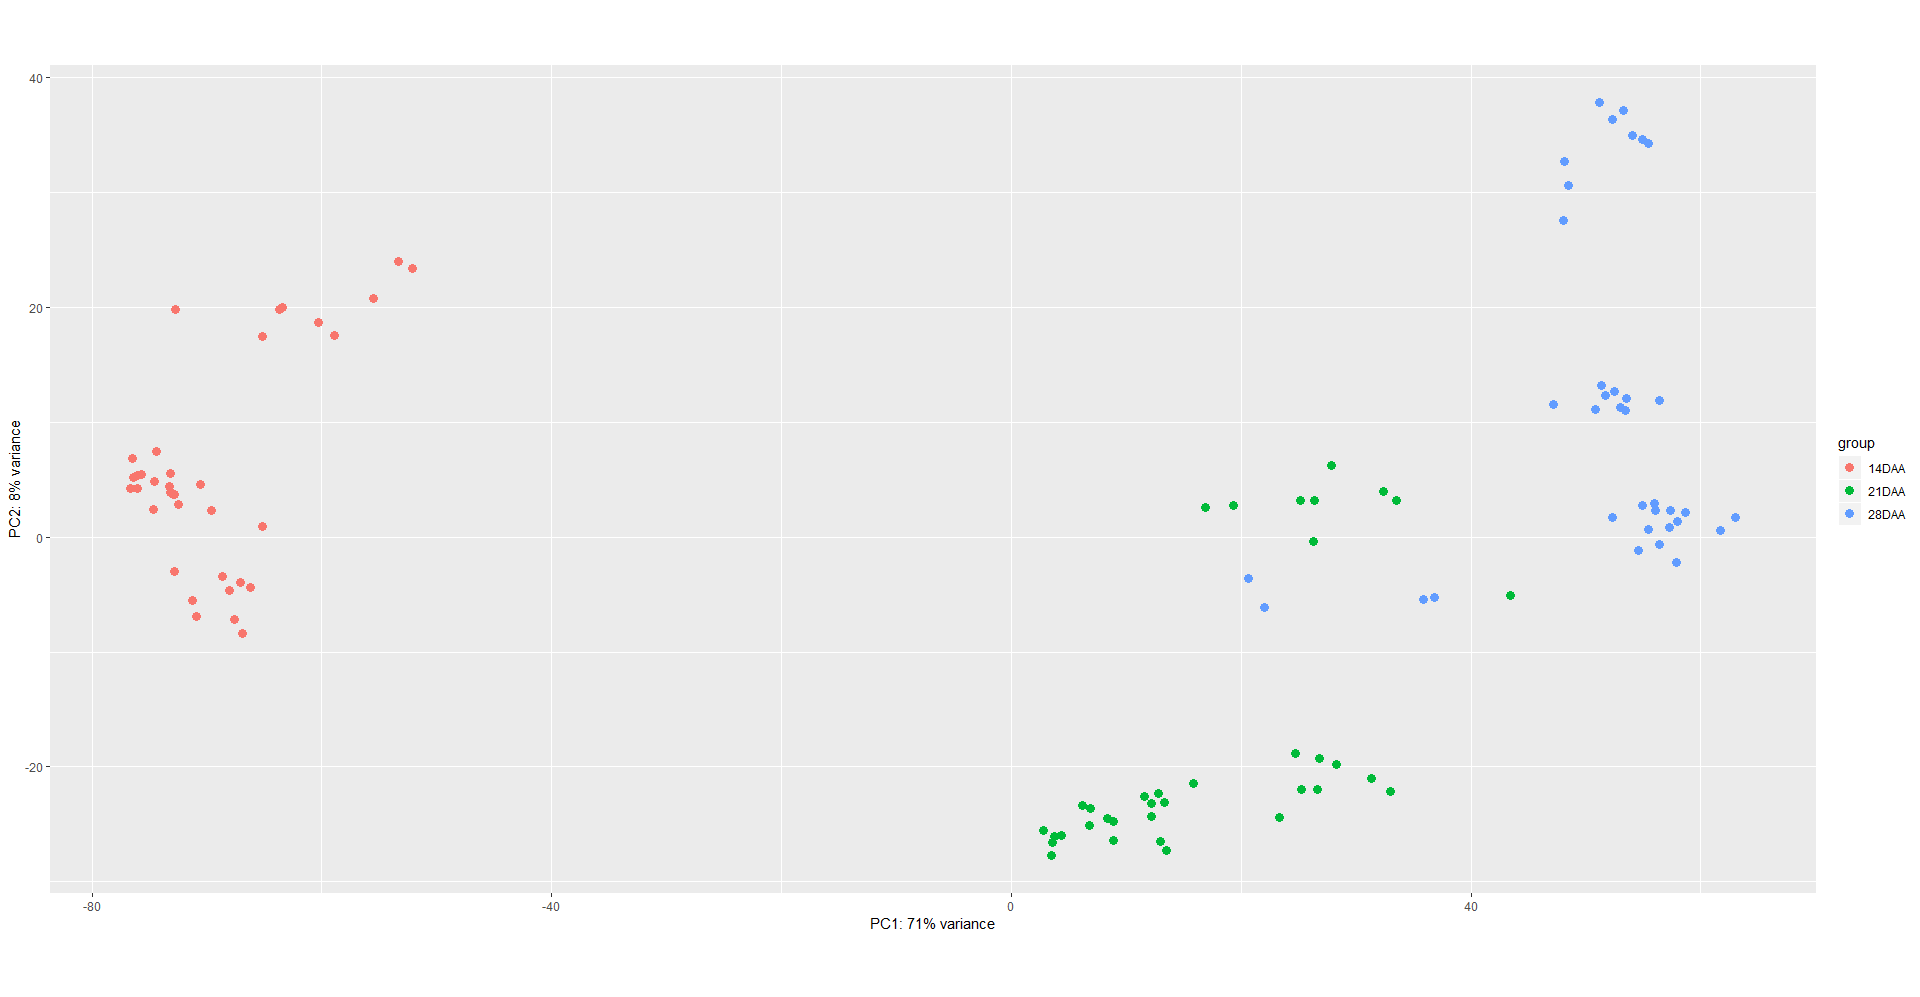 40
20
0
-20
PC2: 8% variance
-80
-40
0
40
PC1: 71% variance
group
14DAA
21DAA
28DAA